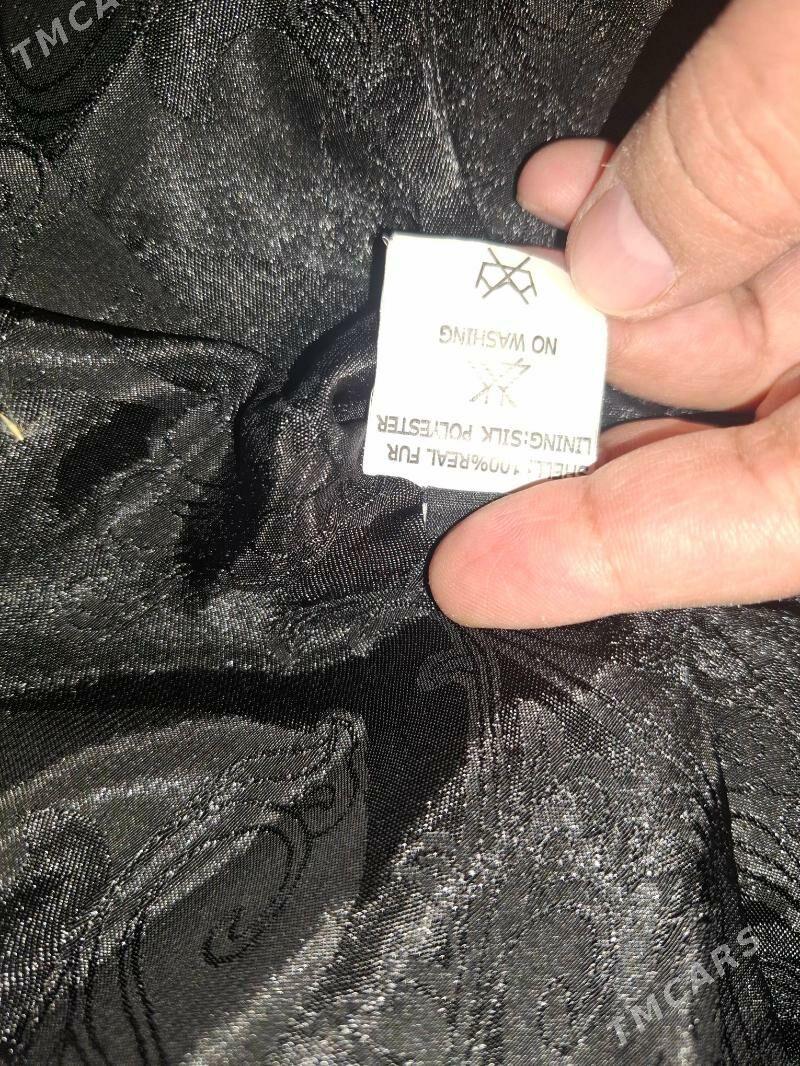 TMCARS
SHELL: 100%REAL FUR
LINING:SILK POLYESTER
NO WASHING
TMCARS